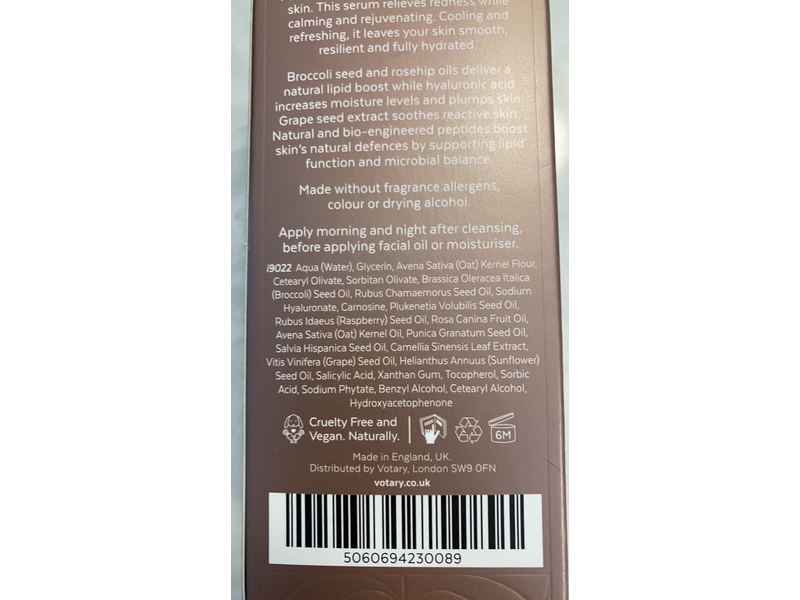 skin. This serum relieves redness while
calming and rejuvenating. Cooling and
refreshing, it leaves your skin smooth,
resilient and fully hydrated.
Broccoli seed and rosehip oils deliver a
natural lipid boost while hyaluronic acid
increases moisture levels and plumps skin.
Grape seed extract soothes reactive skin.
Natural and bio-engineered peptides boost
skin's natural defences by supporting lipid
function and microbial balance.
Made without fragrance allergens,
colour or drying alcohol.
Apply morning and night after cleansing,
before applying facial oil or moisturiser.
i9022 Aqua (Water), Glycerin, Avena Sativa (Oat) Kernel Flour,
Cetearyl Olivate, Sorbitan Olivate, Brassica Oleracea Italica
(Broccoli) Seed Oil, Rubus Chamaemorus Seed Oil, Sodium
Hyaluronate, Carnosine, Plukenetia Volubilis Seed Oil,
Rubus Idaeus (Raspberry) Seed Oil, Rosa Canina Fruit Oil,
Avena Sativa (Oat) Kernel Oil, Punica Granatum Seed Oil,
Salvia Hispanica Seed Oil, Camellia Sinensis Leaf Extract,
Vitis Vinifera (Grape) Seed Oil, Helianthus Annuus (Sunflower)
Seed Oil, Salicylic Acid, Xanthan Gum, Tocopherol, Sorbic
Acid, Sodium Phytate, Benzyl Alcohol, Cetearyl Alcohol,
Hydroxyacetophenone
Cruelty Free and
Vegan. Naturally.
6M
Made in England, UK.
Distributed by Votary, London SW9 0FN
votary.co.uk
5060694230089